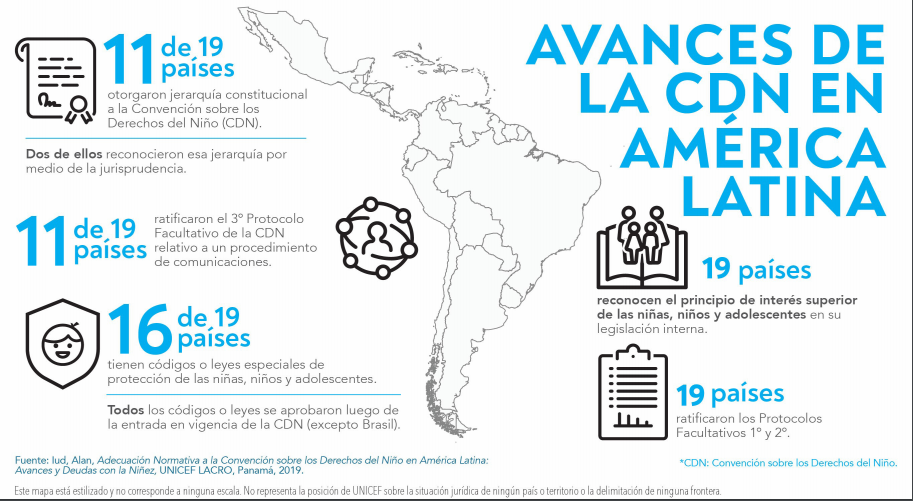 AVANCES DE
LA CDN EN
AMÉRICA
LATINA
11 de 19
países
otorgaron jerarquía constitucional
a la Convención sobre los
Derechos del Niño (CDN).
Dos de ellos reconocieron esa jerarquía por
medio de la jurisprudencia.
11 de 19
países
ratificaron el 3º Protocolo
Facultativo de la CDN
relativo a un procedimiento
de comunicaciones.
16 de 19
países
tienen códigos o leyes especiales de
protección de las niñas, niños y adolescentes.
Todos los códigos o leyes se aprobaron luego de
la entrada en vigencia de la CDN (excepto Brasil).
19 países
reconocen el principio de interés superior
de las niñas, niños y adolescentes en su
legislación interna.
19 países
ratificaron los Protocolos
Facultativos 1º y 2º.
Fuente: Iud, Alan, Adecuación Normativa a la Convención sobre los Derechos del Niño en América Latina:
Avances y Deudas con la Niñez, UNICEF LACRO, Panamá, 2019.
*CDN: Convención sobre los Derechos del Niño.
Este mapa está estilizado y no corresponde a ninguna escala. No representa la posición de UNICEF sobre la situación jurídica de ningún país o territorio o la delimitación de ninguna frontera.